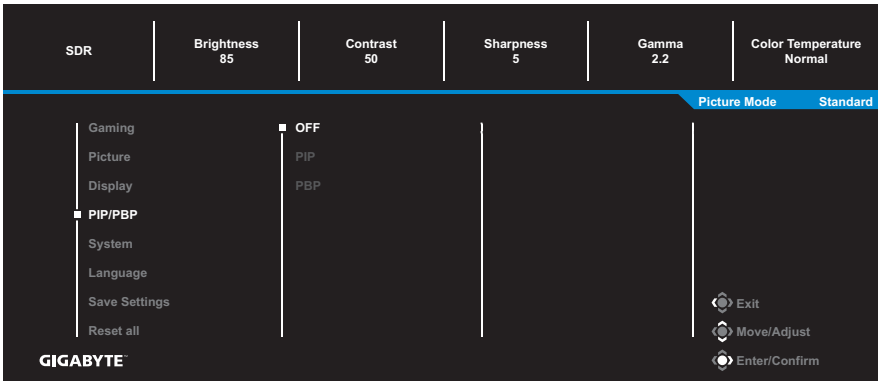 SDR
Brightness
85
Contrast
50
Sharpness
5
Gamma
2.2
Color Temperature
Normal
Picture Mode Standard
Gaming
Picture
Display
PIP/PBP
System
Language
Save Settings
Reset all
OFF
PIP
PBP
Exit
Move/Adjust
Enter/Confirm
GIGABYTE™